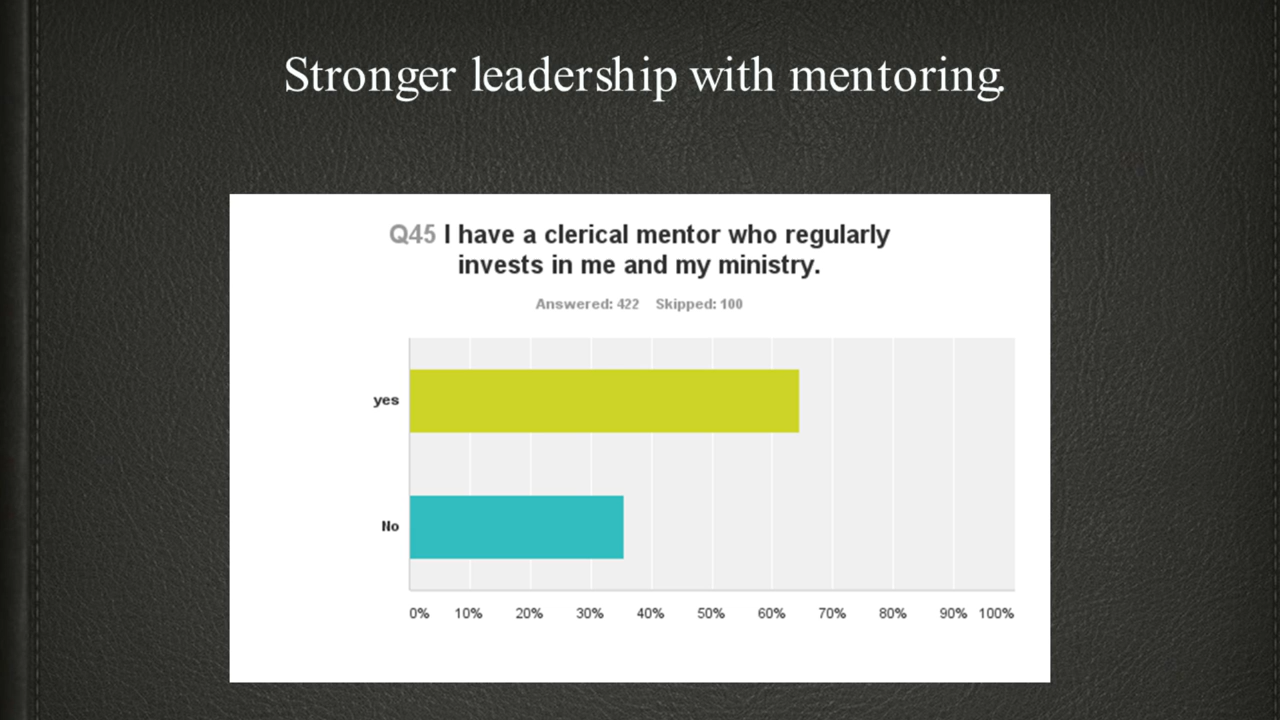 Stronger leadership with mentoring.
Q45 I have a clerical mentor who regularly
invests in me and my ministry.
Answered: 422 Skipped: 100
yes
No
0% 10% 20% 30% 40% 50% 60% 70% 80% 90% 100%